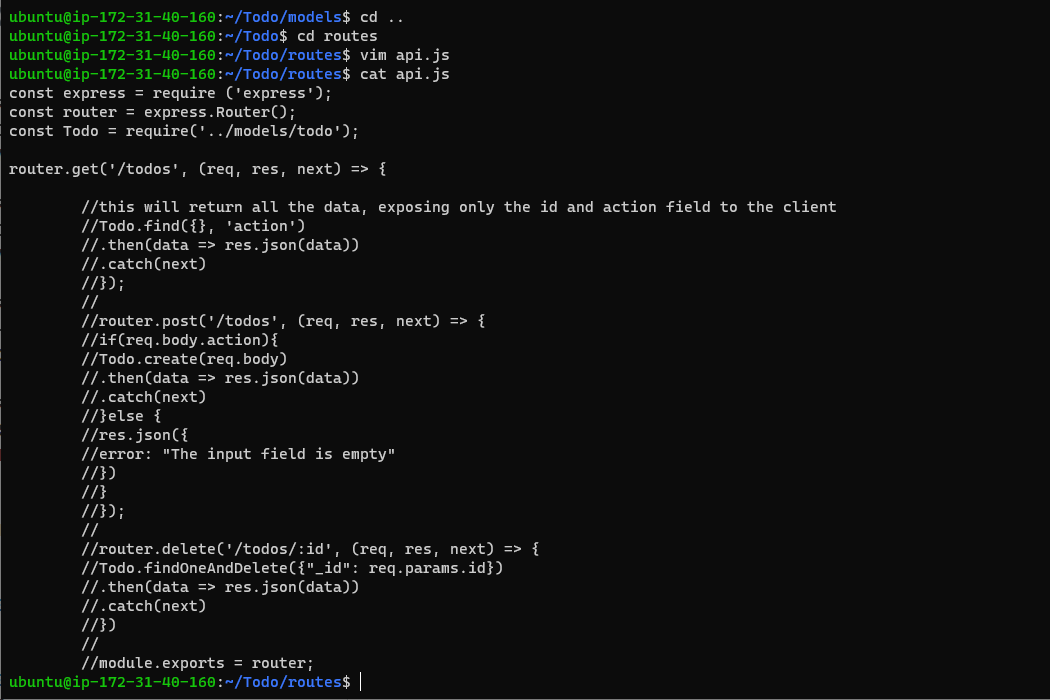 ubuntu@ip-172-31-40-160:~/Todo/models$ cd ..
ubuntu@ip-172-31-40-160:~/Todo$ cd routes
ubuntu@ip-172-31-40-160:~/Todo/routes$ vim api.js
ubuntu@ip-172-31-40-160:~/Todo/routes$ cat api.js
const express = require ('express');
const router = express.Router();
const Todo = require('../models/todo');

router.get('/todos', (req, res, next) => {

        //this will return all the data, exposing only the id and action field to the client
        //Todo.find({}, 'action')
        //.then(data => res.json(data))
        //.catch(next)
        //});
        //
        //router.post('/todos', (req, res, next) => {
        //if(req.body.action){
        //Todo.create(req.body)
        //.then(data => res.json(data))
        //.catch(next)
        //}else {
        //res.json({
        //error: "The input field is empty"
        //})
        //}
        //});
        //
        //router.delete('/todos/:id', (req, res, next) => {
        //Todo.findOneAndDelete({"_id": req.params.id})
        //.then(data => res.json(data))
        //.catch(next)
        //})
        //
        //module.exports = router;
ubuntu@ip-172-31-40-160:~/Todo/routes$